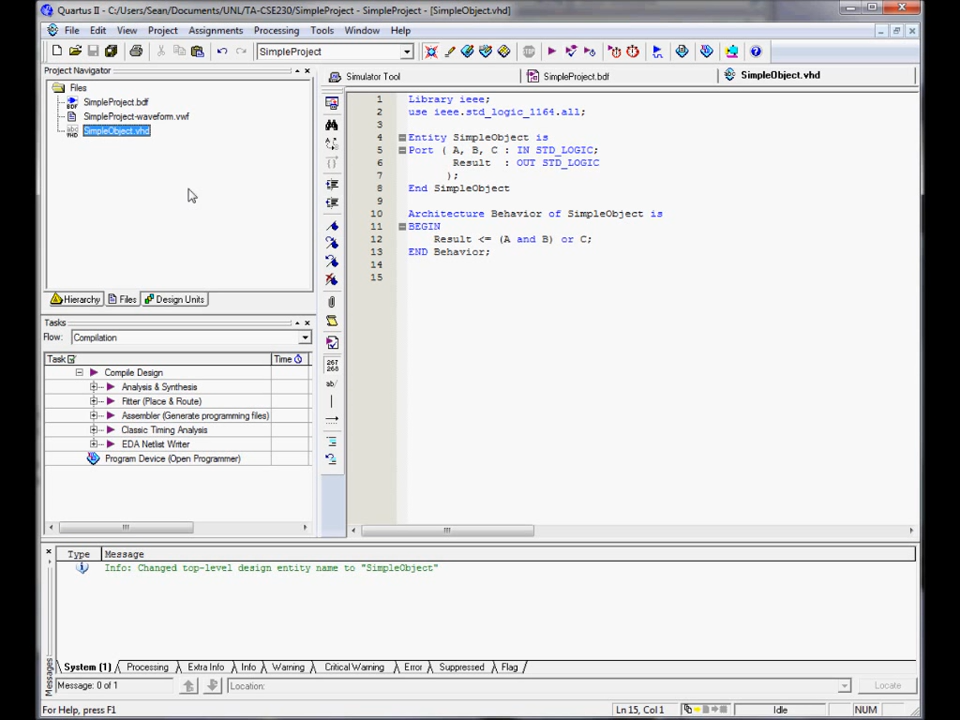 Quartus II - C:/Users/Sean/Documents/UNL/TA-CSE230/SimpleProject - SimpleProject - [SimpleObject.vhd]
File Edit View Project Assignments Processing Tools Window Help
SimpleProject
Project Navigator
Files
SimpleProject.bdf
SimpleProject-waveform.vwf
SimpleObject.vhd
Hierarchy Files Design Units
Tasks
Flow: Compilation
Task Time
Compile Design
Analysis & Synthesis
Fitter (Place & Route)
Assembler (Generate programming files)
Classic Timing Analysis
EDA Netlist Writer
Program Device (Open Programmer)
Simulator Tool SimpleProject.bdf SimpleObject.vhd
1 Library ieee;
2 use ieee.std_logic_1164.all;
3
4 Entity SimpleObject is
5 Port ( A, B, C : IN STD_LOGIC;
6 Result : OUT STD_LOGIC
7 );
8 End SimpleObject
9
10 Architecture Behavior of SimpleObject is
11 BEGIN
12 Result <= (A and B) or C;
13 END Behavior;
14
15
Type Message
Info: Changed top-level design entity name to "SimpleObject"
System (1) Processing Extra Info Info Warning Critical Warning Error Suppressed Flag
Messages
Message: 0 of 1 Location: Locate
For Help, press F1 Ln 15, Col 1 Idle NUM